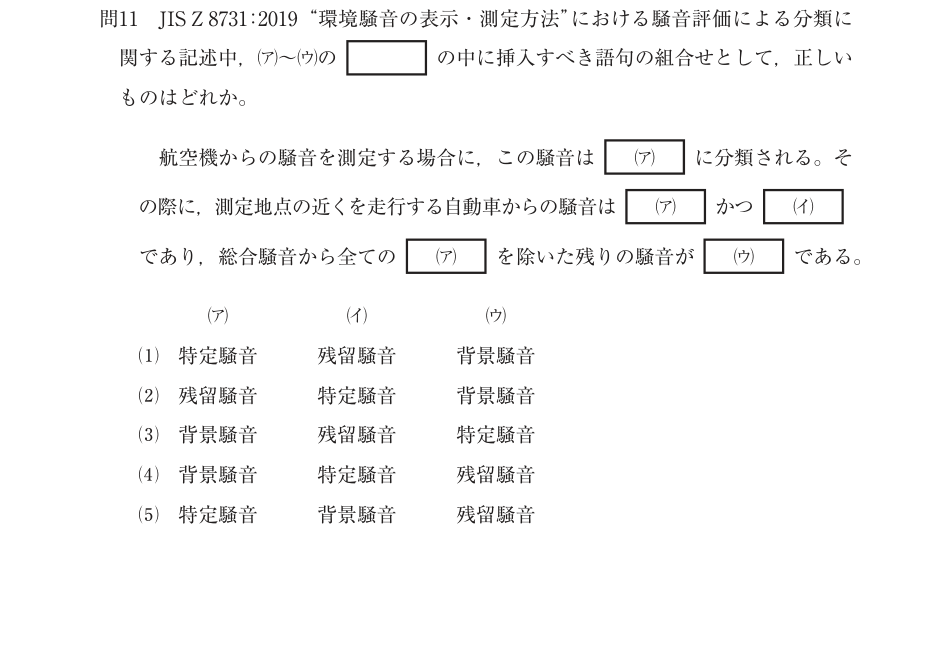 問11 JIS Z 8731：2019 “環境騒音の表示・測定方法”における騒音評価による分類に
関する記述中，㋐～㋒の の中に挿入すべき語句の組合せとして，正しい
ものはどれか。
航空機からの騒音を測定する場合に，この騒音は (ア) に分類される。そ
の際に，測定地点の近くを走行する自動車からの騒音は (ア) かつ (イ)
であり，総合騒音から全ての (ア) を除いた残りの騒音が (ウ) である。
(ア) (イ) (ウ)
(1) 特定騒音 残留騒音 背景騒音
(2) 残留騒音 特定騒音 背景騒音
(3) 背景騒音 残留騒音 特定騒音
(4) 背景騒音 特定騒音 残留騒音
(5) 特定騒音 背景騒音 残留騒音